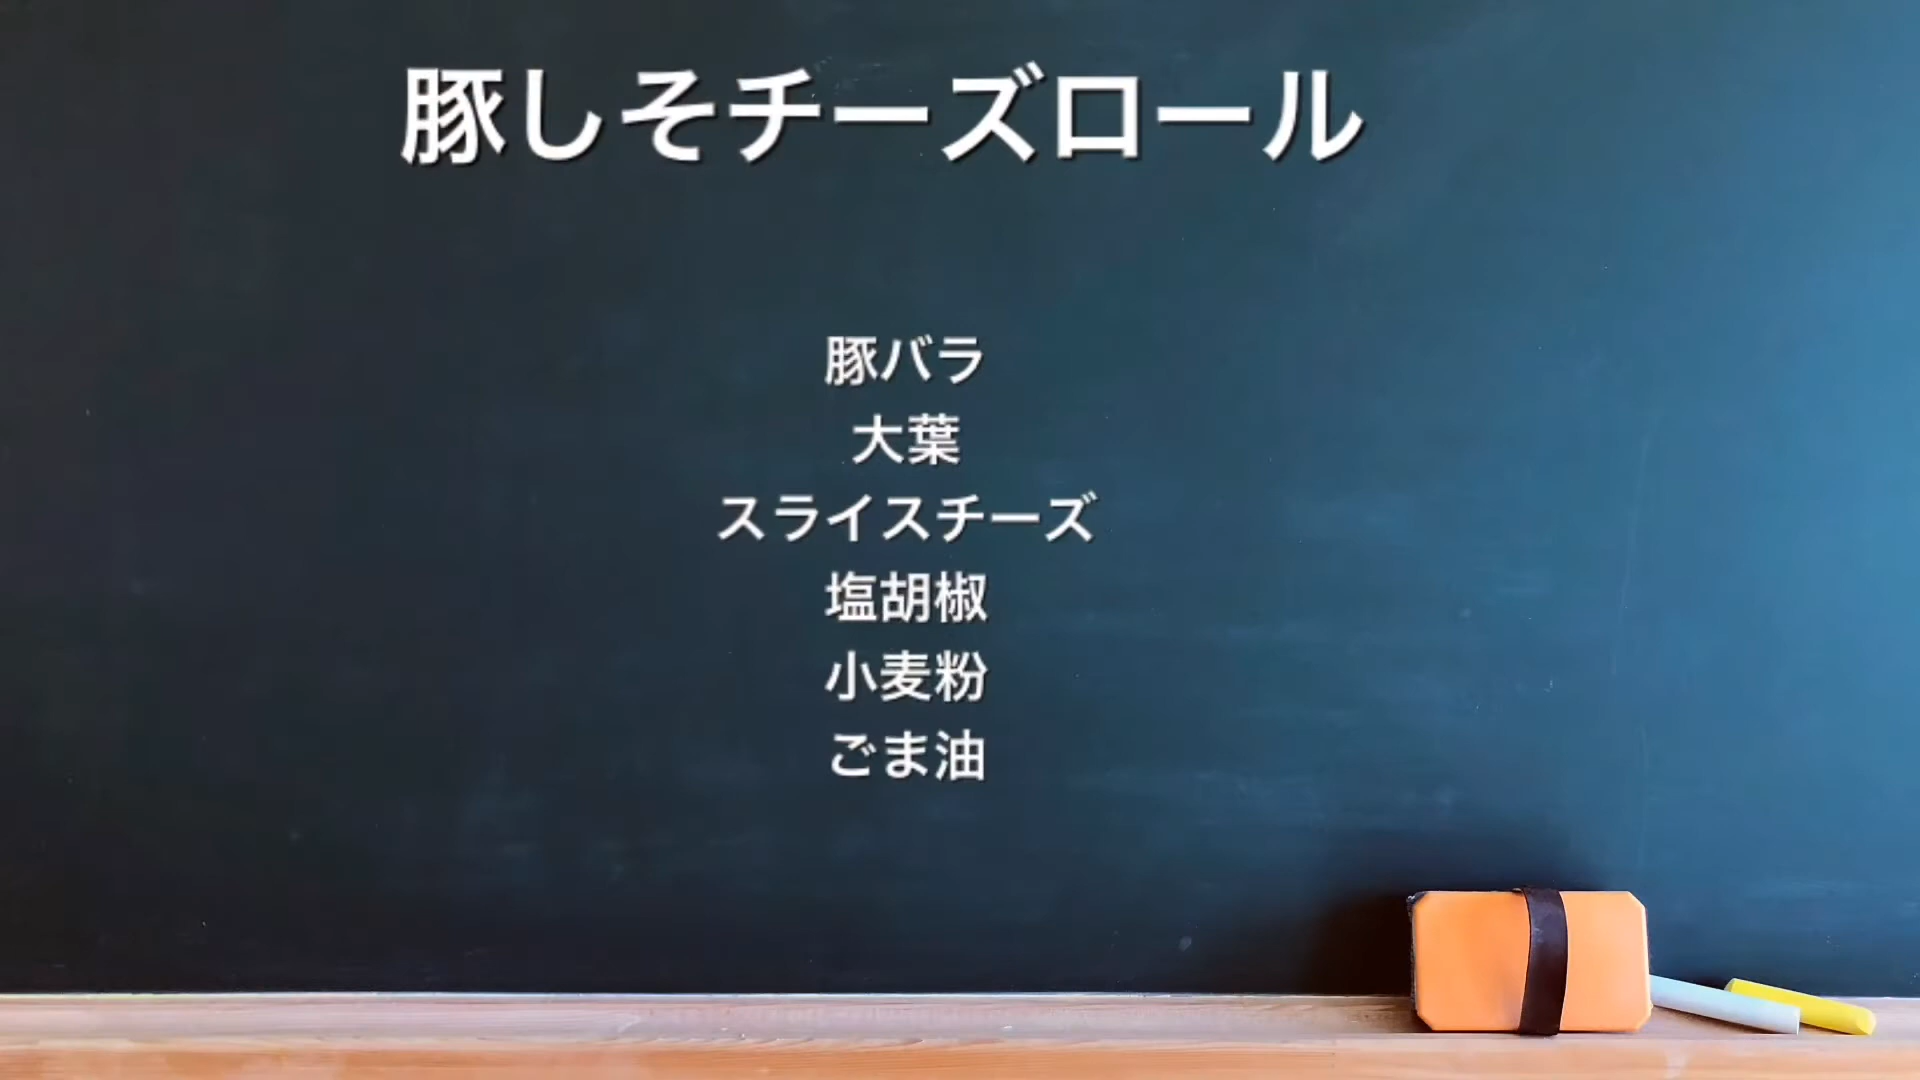 豚しそチーズロール
豚バラ
大葉
スライスチーズ
塩胡椒
小麦粉
ごま油